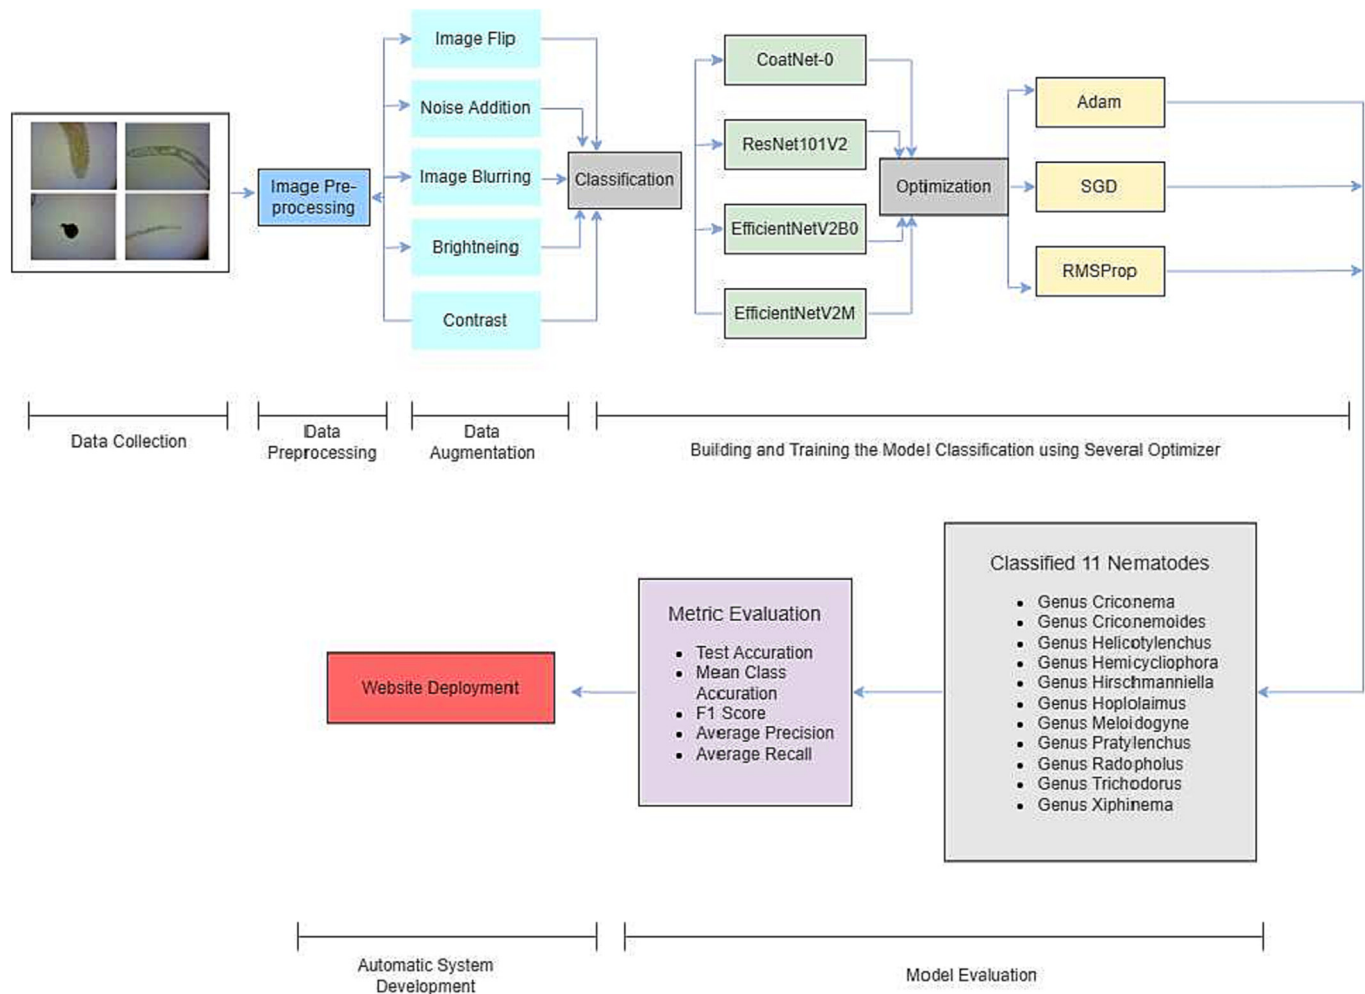 Image Flip
Noise Addition
Image Blurring
Brightneing
Contrast
Image Pre-
processing
Classification
CoatNet-0
ResNet101V2
EfficientNetV2B0
EfficientNetV2M
Optimization
Adam
SGD
RMSProp
Data Collection
Data
Preprocessing
Data
Augmentation
Building and Training the Model Classification using Several Optimizer
Classified 11 Nematodes
• Genus Criconema
• Genus Criconemoides
• Genus Helicotylenchus
• Genus Hemicycliophora
• Genus Hirschmanniella
• Genus Hoplolaimus
• Genus Meloidogyne
• Genus Pratylenchus
• Genus Radopholus
• Genus Trichodorus
• Genus Xiphinema
Metric Evaluation
• Test Accuration
• Mean Class
Accuration
• F1 Score
• Average Precision
• Average Recall
Website Deployment
Automatic System
Development
Model Evaluation